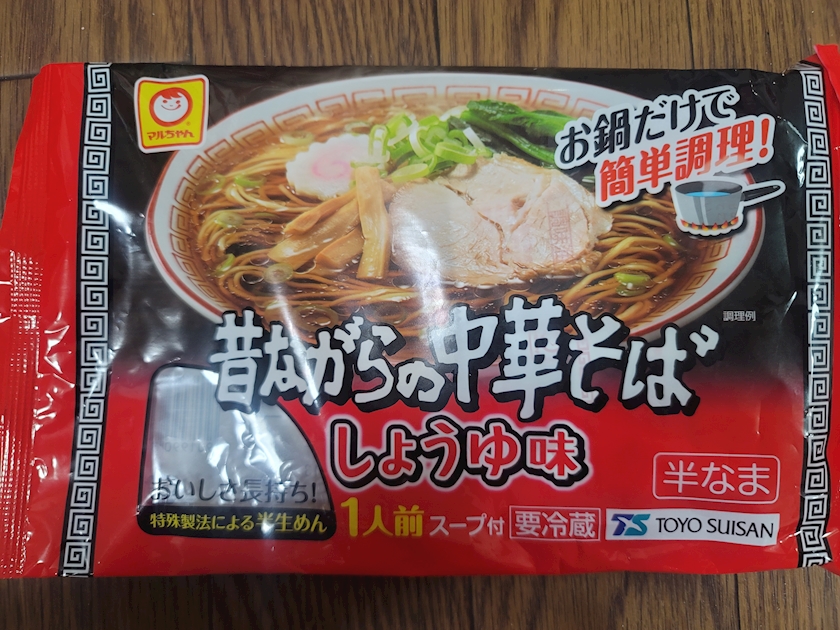 マルちゃん
お鍋だけで
簡単調理!
調理例
昔ながらの中華そば
しょうゆ味
おいしさ長持ち!
特殊製法による半生めん
1人前 スープ付 要冷蔵
半なま
TS TOYO SUISAN